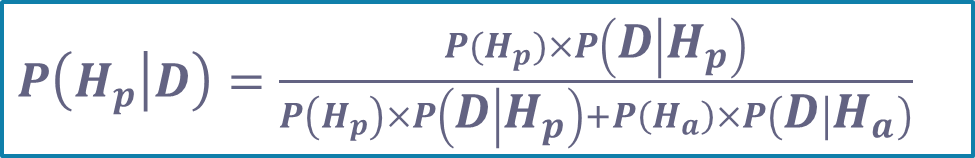 P(Hₚ|D) = P(Hₚ)×P(D|Hₚ)
P(Hₚ)×P(D|Hₚ)+P(Hₐ)×P(D|Hₐ)